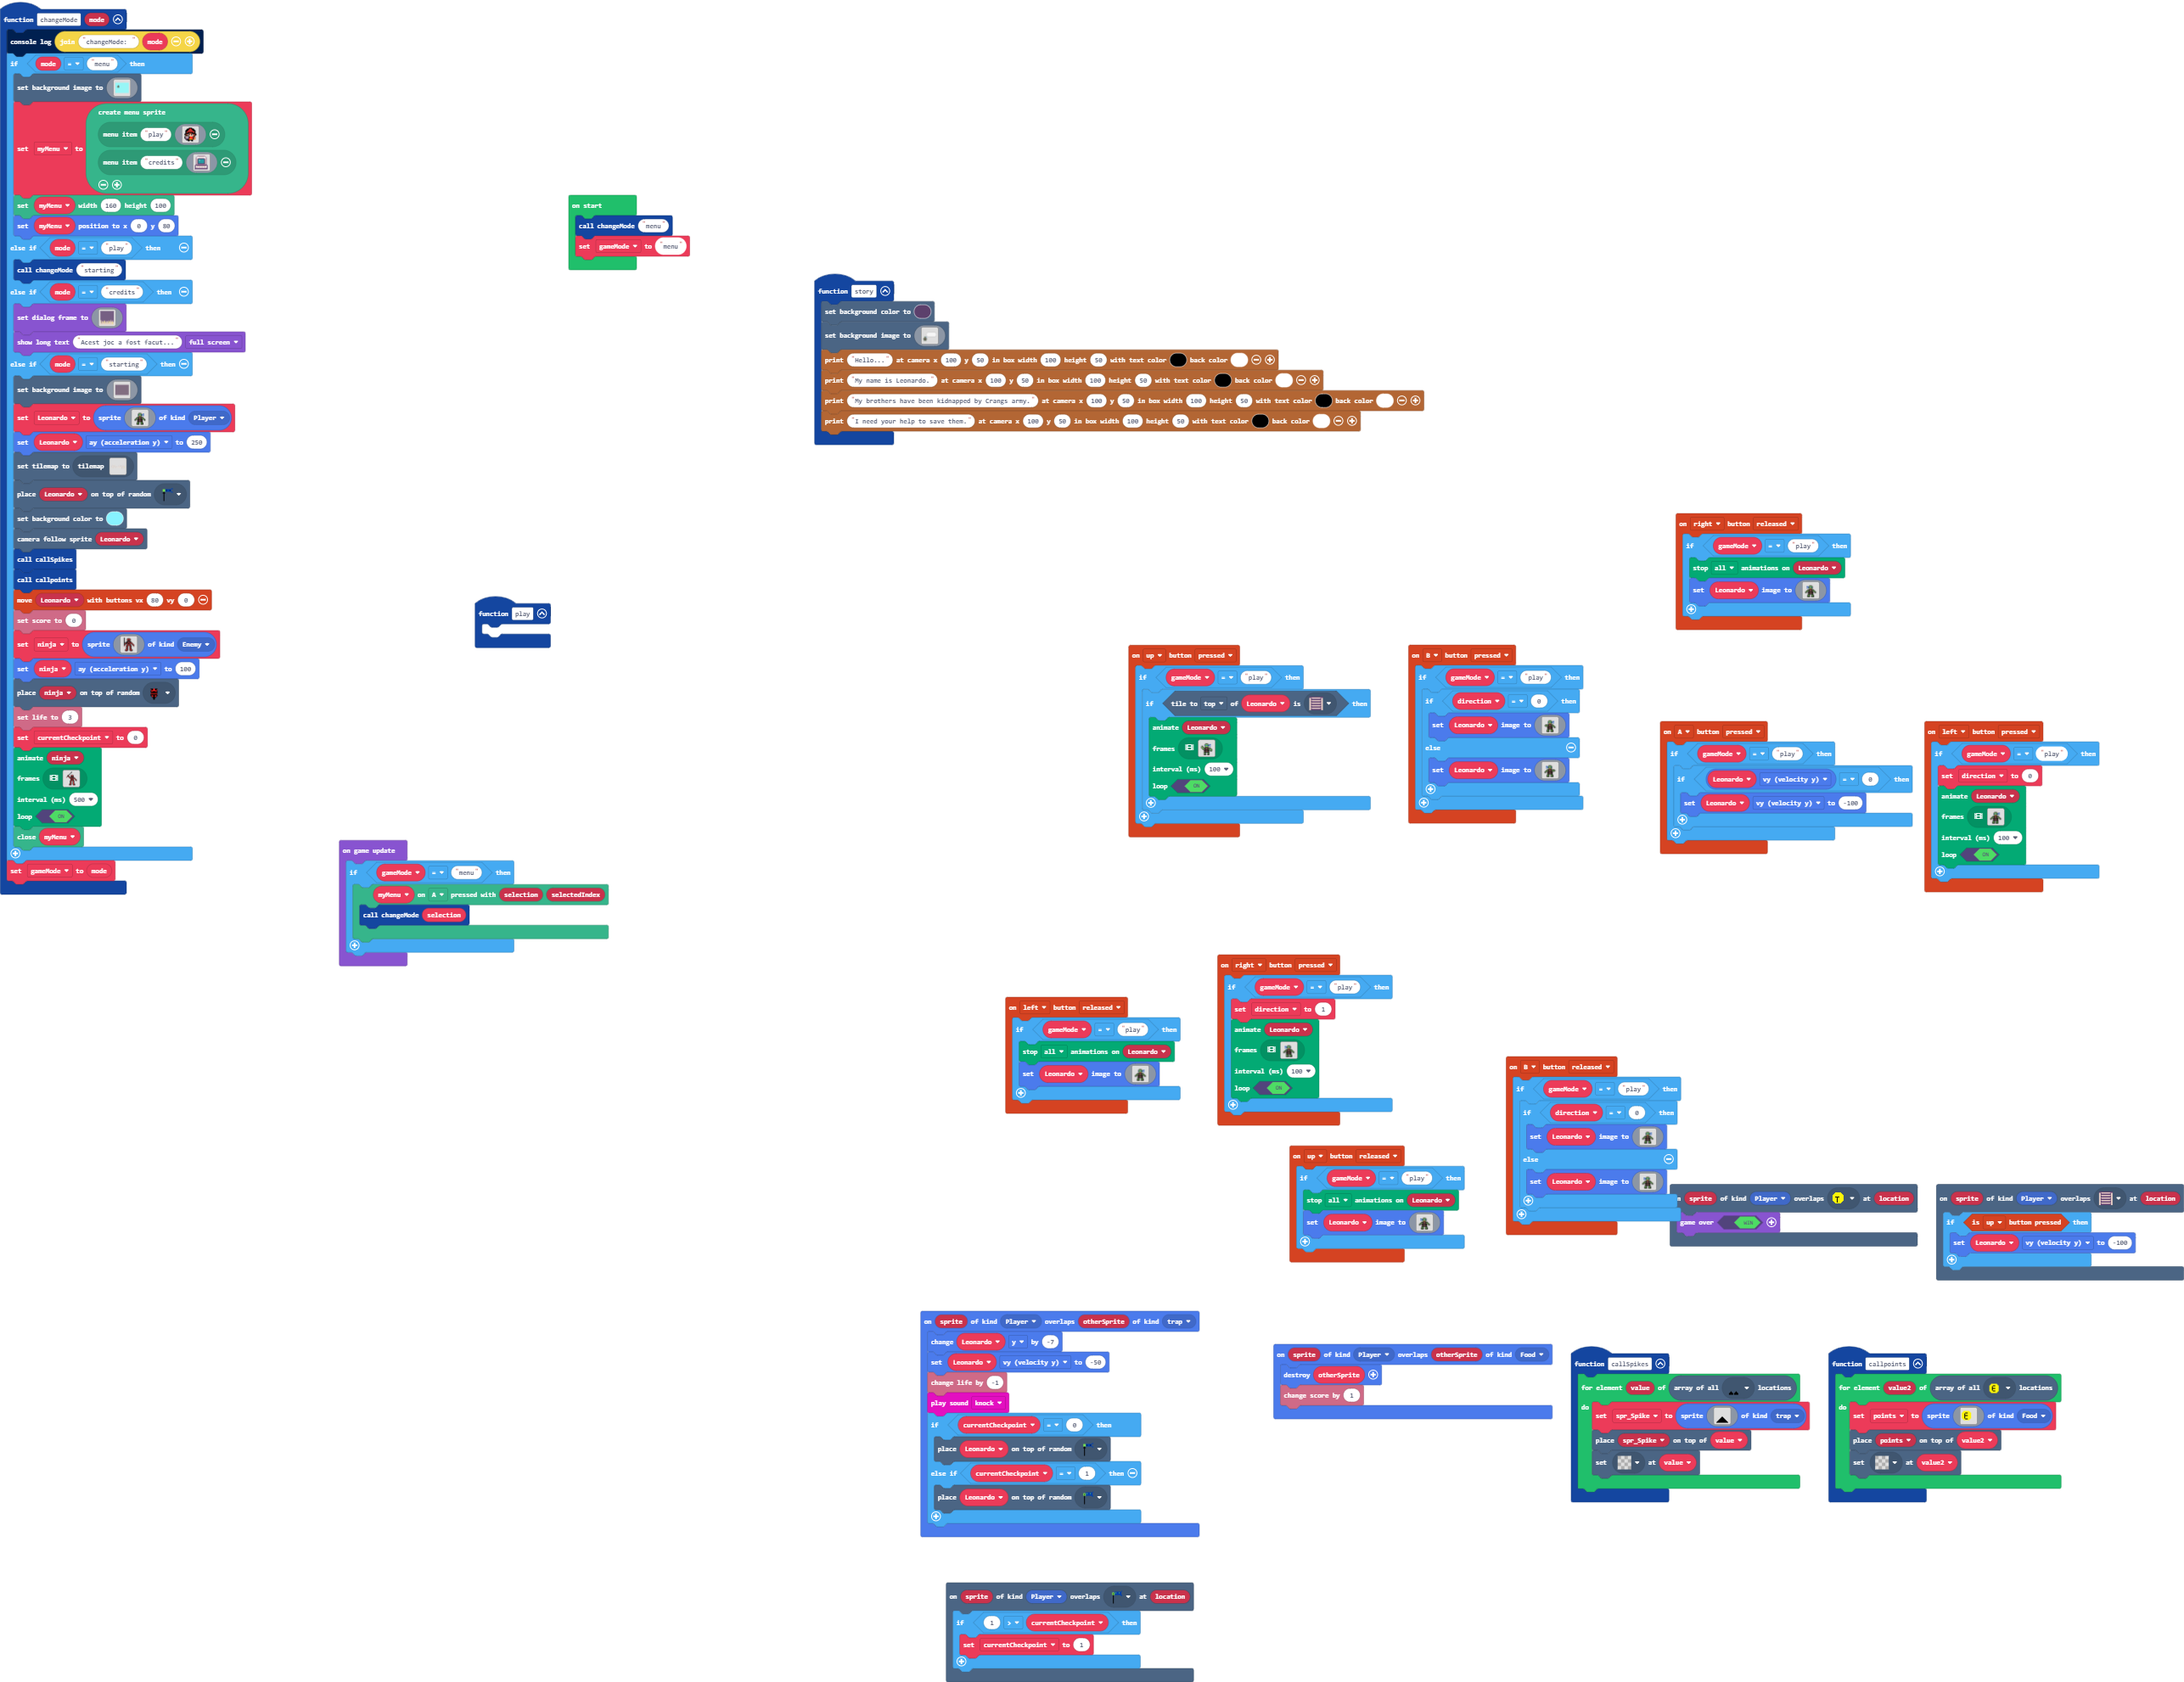 function changeMode mode
console log join "changeMode: " mode
if mode = "menu" then
set background image to
set myMenu to
create menu sprite
menu item "play"
menu item "credits"
set myMenu width 160 height 100
set myMenu position to x 0 y 80
else if mode = "play" then
call changeMode "starting"
else if mode = "credits" then
set dialog frame to
show long text "Acest joc a fost facut..." full screen
else if mode = "starting" then
set background image to
set Leonardo to sprite of kind Player
set Leonardo ay (acceleration y) to 250
set tilemap to tilemap
place Leonardo on top of random
set background color to
camera follow sprite Leonardo
call callSpikes
call callpoints
move Leonardo with buttons vx 80 vy 0
set score to 0
set ninja to sprite of kind Enemy
set ninja ay (acceleration y) to 100
place ninja on top of random
set life to 3
set currentCheckpoint to 0
animate ninja
frames
interval (ms) 500
loop ON
close myMenu
set gameMode to mode
on start
call changeMode "menu"
set gameMode to "menu"
function story
set background color to
set background image to
print "Hello..." at camera x 100 y 50 in box width 100 height 50 with text color back color
print "My name is Leonardo." at camera x 100 y 50 in box width 100 height 50 with text color back color
print "My brothers have been kidnapped by Crangs army." at camera x 100 y 50 in box width 100 height 50 with text color back color
print "I need your help to save them." at camera x 100 y 50 in box width 100 height 50 with text color back color
function play
on right button released
if gameMode = "play" then
stop all animations on Leonardo
set Leonardo image to
on up button pressed
if gameMode = "play" then
if tile to top of Leonardo is then
animate Leonardo
frames
interval (ms) 100
loop ON
on B button pressed
if gameMode = "play" then
if direction = 0 then
set Leonardo image to
else
set Leonardo image to
on A button pressed
if gameMode = "play" then
if Leonardo vy (velocity y) = 0 then
set Leonardo vy (velocity y) to -100
on left button pressed
if gameMode = "play" then
set direction to 0
animate Leonardo
frames
interval (ms) 100
loop ON
on game update
if gameMode = "menu" then
myMenu on A pressed with selection selectedIndex
call changeMode selection
on left button released
if gameMode = "play" then
stop all animations on Leonardo
set Leonardo image to
on right button pressed
if gameMode = "play" then
set direction to 1
animate Leonardo
frames
interval (ms) 100
loop ON
on up button released
if gameMode = "play" then
stop all animations on Leonardo
set Leonardo image to
on B button released
if gameMode = "play" then
if direction = 0 then
set Leonardo image to
else
set Leonardo image to
sprite of kind Player overlaps T at location
game over WIN
on sprite of kind Player overlaps at location
if is up button pressed then
set Leonardo vy (velocity y) to -100
on sprite of kind Player overlaps otherSprite of kind trap
change Leonardo y by -7
set Leonardo vy (velocity y) to -50
change life by -1
play sound knock
if currentCheckpoint = 0 then
place Leonardo on top of random
else if currentCheckpoint = 1 then
place Leonardo on top of random
on sprite of kind Player overlaps otherSprite of kind Food
destroy otherSprite
change score by 1
function callSpikes
for element value of array of all locations
do
set spr_Spike to sprite of kind trap
place spr_Spike on top of value
set at value
function callpoints
for element value2 of array of all E locations
do
set points to sprite E of kind Food
place points on top of value2
set at value2
on sprite of kind Player overlaps at location
if 1 > currentCheckpoint then
set currentCheckpoint to 1